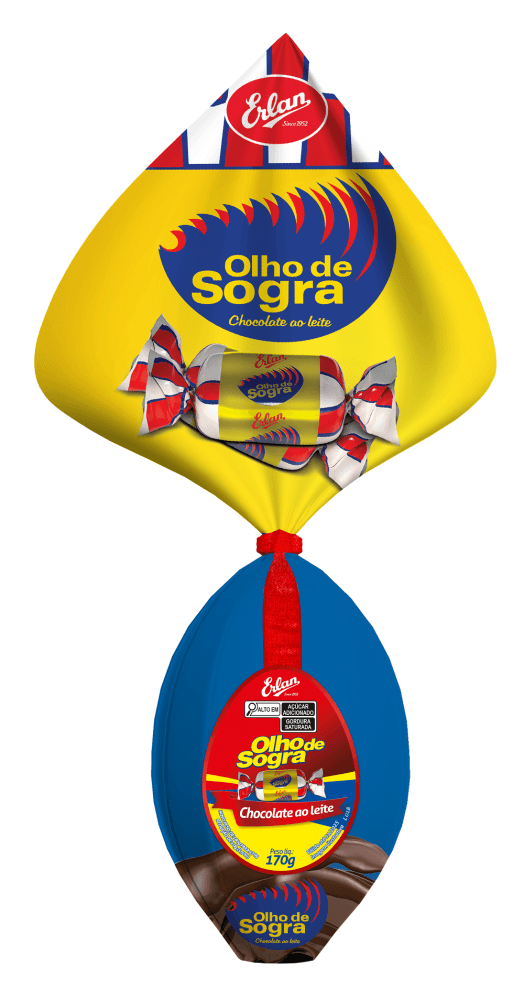 Erlan
Since 1952
Olho de
Sogra
Chocolate ao leite
Erlan
Olho de
Sogra
Erlan
Erlan
ALTO EM
AÇÚCAR
ADICIONADO
GORDURA
SATURADA
Olho de
Sogra
Chocolate ao leite
Peso líq.:
170g
Olho de
Sogra
Chocolate ao leite